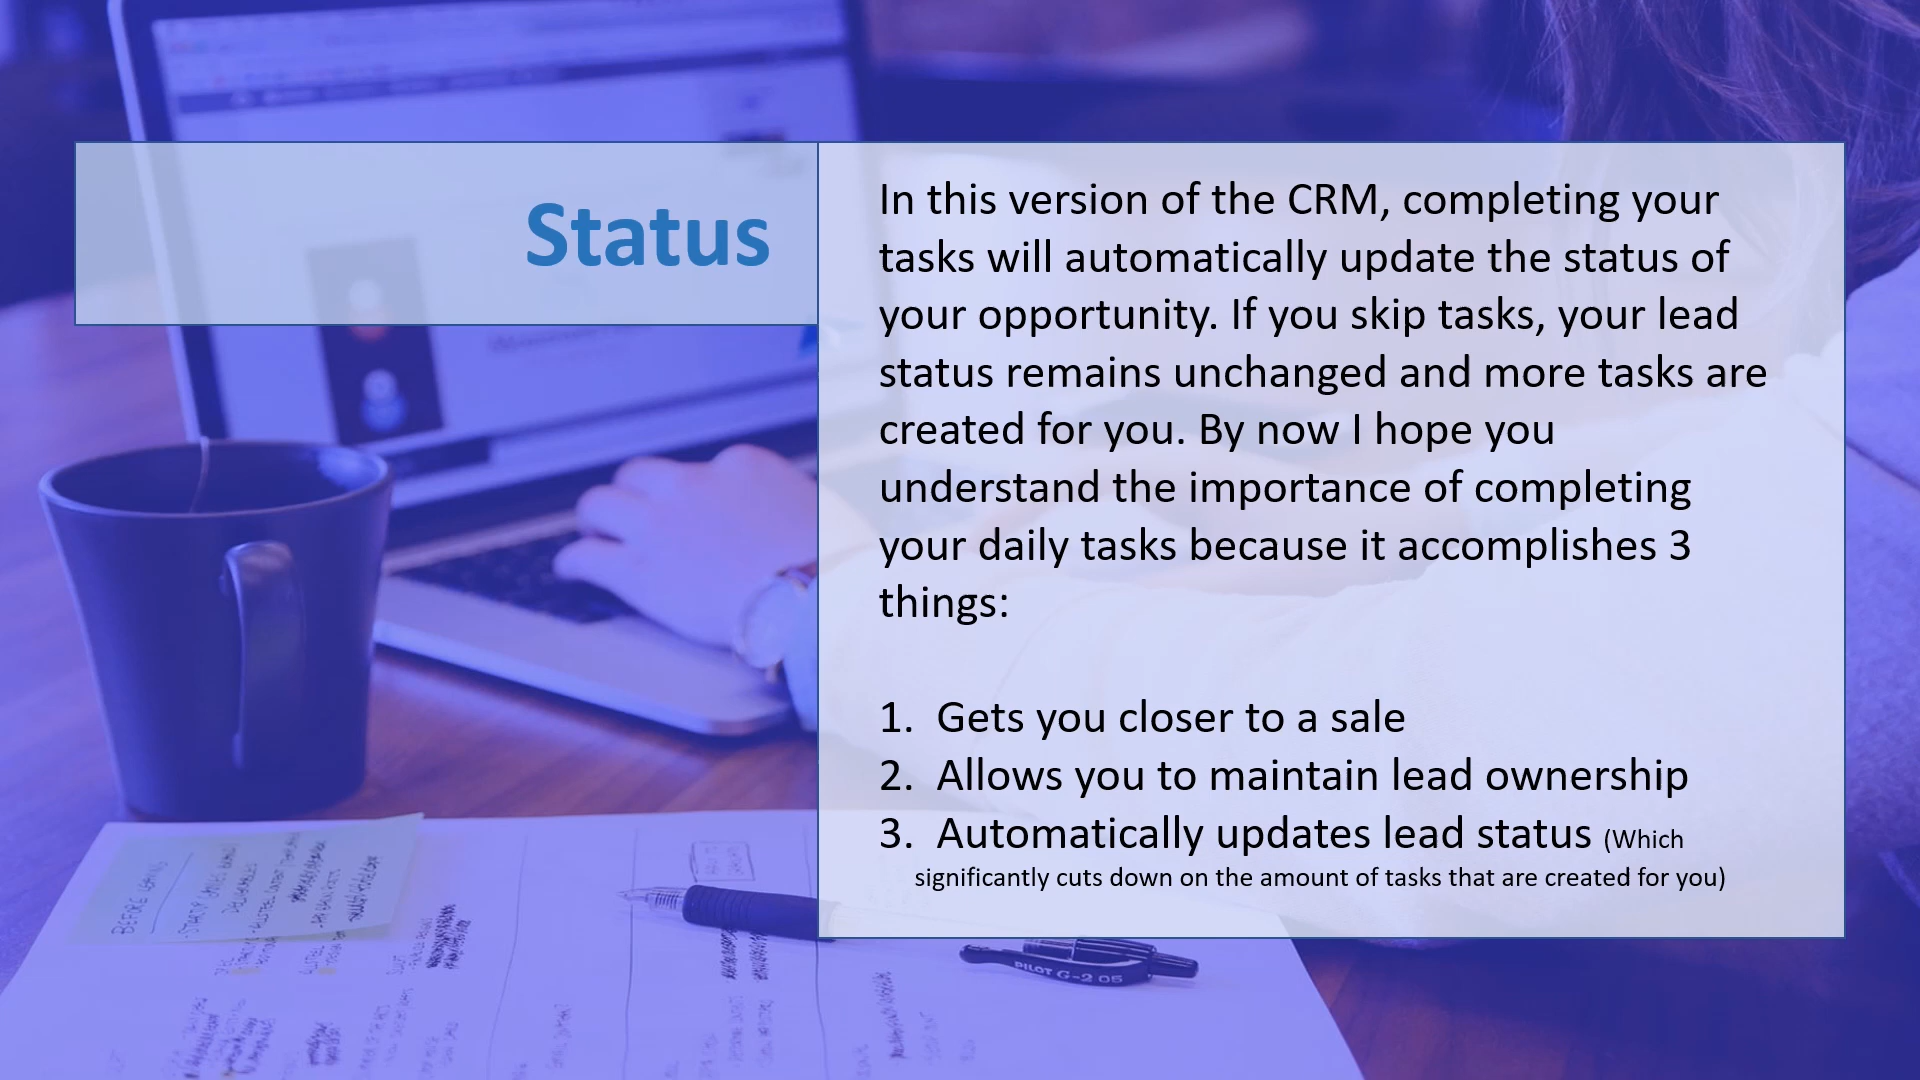 Status
In this version of the CRM, completing your
tasks will automatically update the status of
your opportunity. If you skip tasks, your lead
status remains unchanged and more tasks are
created for you. By now I hope you
understand the importance of completing
your daily tasks because it accomplishes 3
things:
1. Gets you closer to a sale
2. Allows you to maintain lead ownership
3. Automatically updates lead status (Which
significantly cuts down on the amount of tasks that are created for you)
BEFORE
PILOT G-2 05